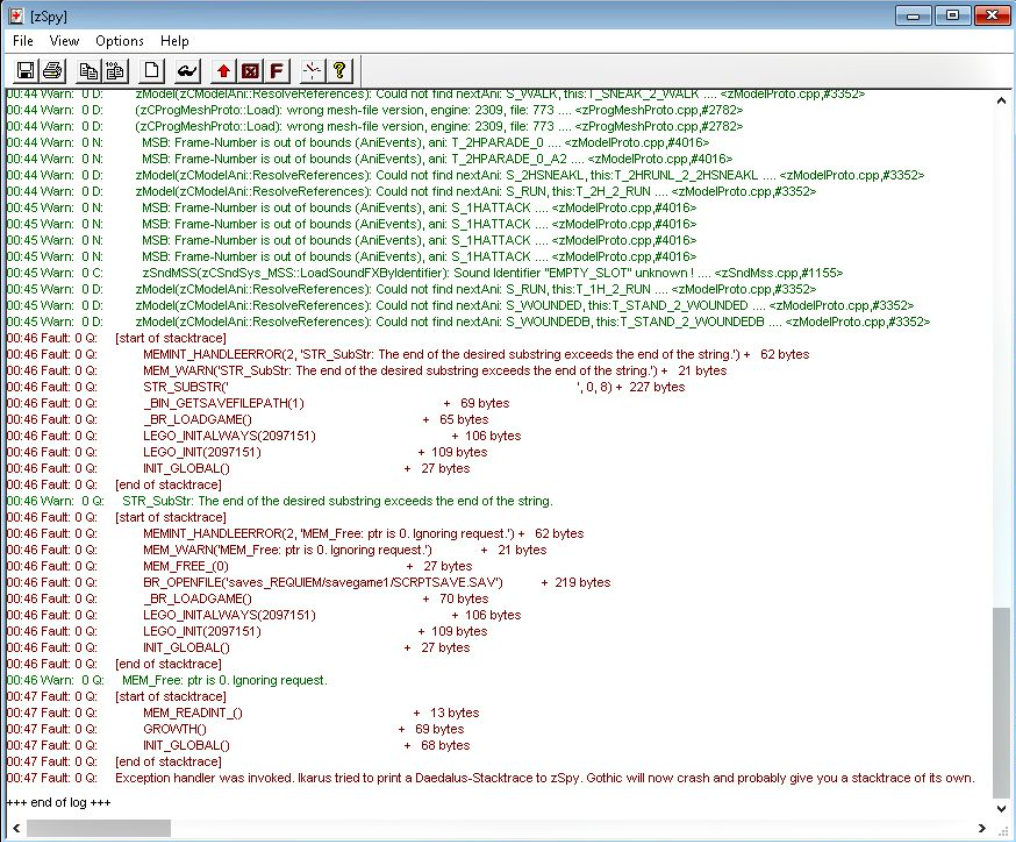 [zSpy]
File View Options Help
F ?
00:44 Warn: 0 D: zModel(zCModelAni::ResolveReferences): Could not find nextAni: S_WALK, this:T_SNEAK_2_WALK .... <zModelProto.cpp,#3352>
00:44 Warn: 0 D: (zCProgMeshProto::Load): wrong mesh-file version, engine: 2309, file: 773 .... <zProgMeshProto.cpp,#2782>
00:44 Warn: 0 D: (zCProgMeshProto::Load): wrong mesh-file version, engine: 2309, file: 773 .... <zProgMeshProto.cpp,#2782>
00:44 Warn: 0 N: MSB: Frame-Number is out of bounds (AniEvents), ani: T_2HPARADE_0 .... <zModelProto.cpp,#4016>
00:44 Warn: 0 N: MSB: Frame-Number is out of bounds (AniEvents), ani: T_2HPARADE_0_A2 .... <zModelProto.cpp,#4016>
00:44 Warn: 0 D: zModel(zCModelAni::ResolveReferences): Could not find nextAni: S_2HSNEAKL, this:T_2HRUNL_2_2HSNEAKL .... <zModelProto.cpp,#3352>
00:44 Warn: 0 D: zModel(zCModelAni::ResolveReferences): Could not find nextAni: S_RUN, this:T_2H_2_RUN .... <zModelProto.cpp,#3352>
00:45 Warn: 0 N: MSB: Frame-Number is out of bounds (AniEvents), ani: S_1HATTACK .... <zModelProto.cpp,#4016>
00:45 Warn: 0 N: MSB: Frame-Number is out of bounds (AniEvents), ani: S_1HATTACK .... <zModelProto.cpp,#4016>
00:45 Warn: 0 N: MSB: Frame-Number is out of bounds (AniEvents), ani: S_1HATTACK .... <zModelProto.cpp,#4016>
00:45 Warn: 0 N: MSB: Frame-Number is out of bounds (AniEvents), ani: S_1HATTACK .... <zModelProto.cpp,#4016>
00:45 Warn: 0 C: zSndMSS(zCSndSys_MSS::LoadSoundFXByIdentifier): Sound Identifier "EMPTY_SLOT" unknown ! .... <zSndMss.cpp,#1155>
00:45 Warn: 0 D: zModel(zCModelAni::ResolveReferences): Could not find nextAni: S_RUN, this:T_1H_2_RUN .... <zModelProto.cpp,#3352>
00:45 Warn: 0 D: zModel(zCModelAni::ResolveReferences): Could not find nextAni: S_WOUNDED, this:T_STAND_2_WOUNDED .... <zModelProto.cpp,#3352>
00:45 Warn: 0 D: zModel(zCModelAni::ResolveReferences): Could not find nextAni: S_WOUNDEDB, this:T_STAND_2_WOUNDEDB .... <zModelProto.cpp,#3352>
00:46 Fault: 0 Q: [start of stacktrace]
00:46 Fault: 0 Q: MEMINT_HANDLEERROR(2, 'STR_SubStr: The end of the desired substring exceeds the end of the string.') + 62 bytes
00:46 Fault: 0 Q: MEM_WARN('STR_SubStr: The end of the desired substring exceeds the end of the string.') + 21 bytes
00:46 Fault: 0 Q: STR_SUBSTR(' ', 0, 8) + 227 bytes
00:46 Fault: 0 Q: _BIN_GETSAVEFILEPATH(1) + 69 bytes
00:46 Fault: 0 Q: _BR_LOADGAME() + 65 bytes
00:46 Fault: 0 Q: LEGO_INITALWAYS(2097151) + 106 bytes
00:46 Fault: 0 Q: LEGO_INIT(2097151) + 109 bytes
00:46 Fault: 0 Q: INIT_GLOBAL() + 27 bytes
00:46 Fault: 0 Q: [end of stacktrace]
00:46 Warn: 0 Q: STR_SubStr: The end of the desired substring exceeds the end of the string.
00:46 Fault: 0 Q: [start of stacktrace]
00:46 Fault: 0 Q: MEMINT_HANDLEERROR(2, 'MEM_Free: ptr is 0. Ignoring request.') + 62 bytes
00:46 Fault: 0 Q: MEM_WARN('MEM_Free: ptr is 0. Ignoring request.') + 21 bytes
00:46 Fault: 0 Q: MEM_FREE_(0) + 27 bytes
00:46 Fault: 0 Q: BR_OPENFILE('saves_REQUIEM/savegame1/SCRPTSAVE.SAV') + 219 bytes
00:46 Fault: 0 Q: _BR_LOADGAME() + 70 bytes
00:46 Fault: 0 Q: LEGO_INITALWAYS(2097151) + 106 bytes
00:46 Fault: 0 Q: LEGO_INIT(2097151) + 109 bytes
00:46 Fault: 0 Q: INIT_GLOBAL() + 27 bytes
00:46 Fault: 0 Q: [end of stacktrace]
00:46 Warn: 0 Q: MEM_Free: ptr is 0. Ignoring request.
00:47 Fault: 0 Q: [start of stacktrace]
00:47 Fault: 0 Q: MEM_READINT_() + 13 bytes
00:47 Fault: 0 Q: GROWTH() + 69 bytes
00:47 Fault: 0 Q: INIT_GLOBAL() + 68 bytes
00:47 Fault: 0 Q: [end of stacktrace]
00:47 Fault: 0 Q: Exception handler was invoked. Ikarus tried to print a Daedalus-Stacktrace to zSpy. Gothic will now crash and probably give you a stacktrace of its own.
+++ end of log +++